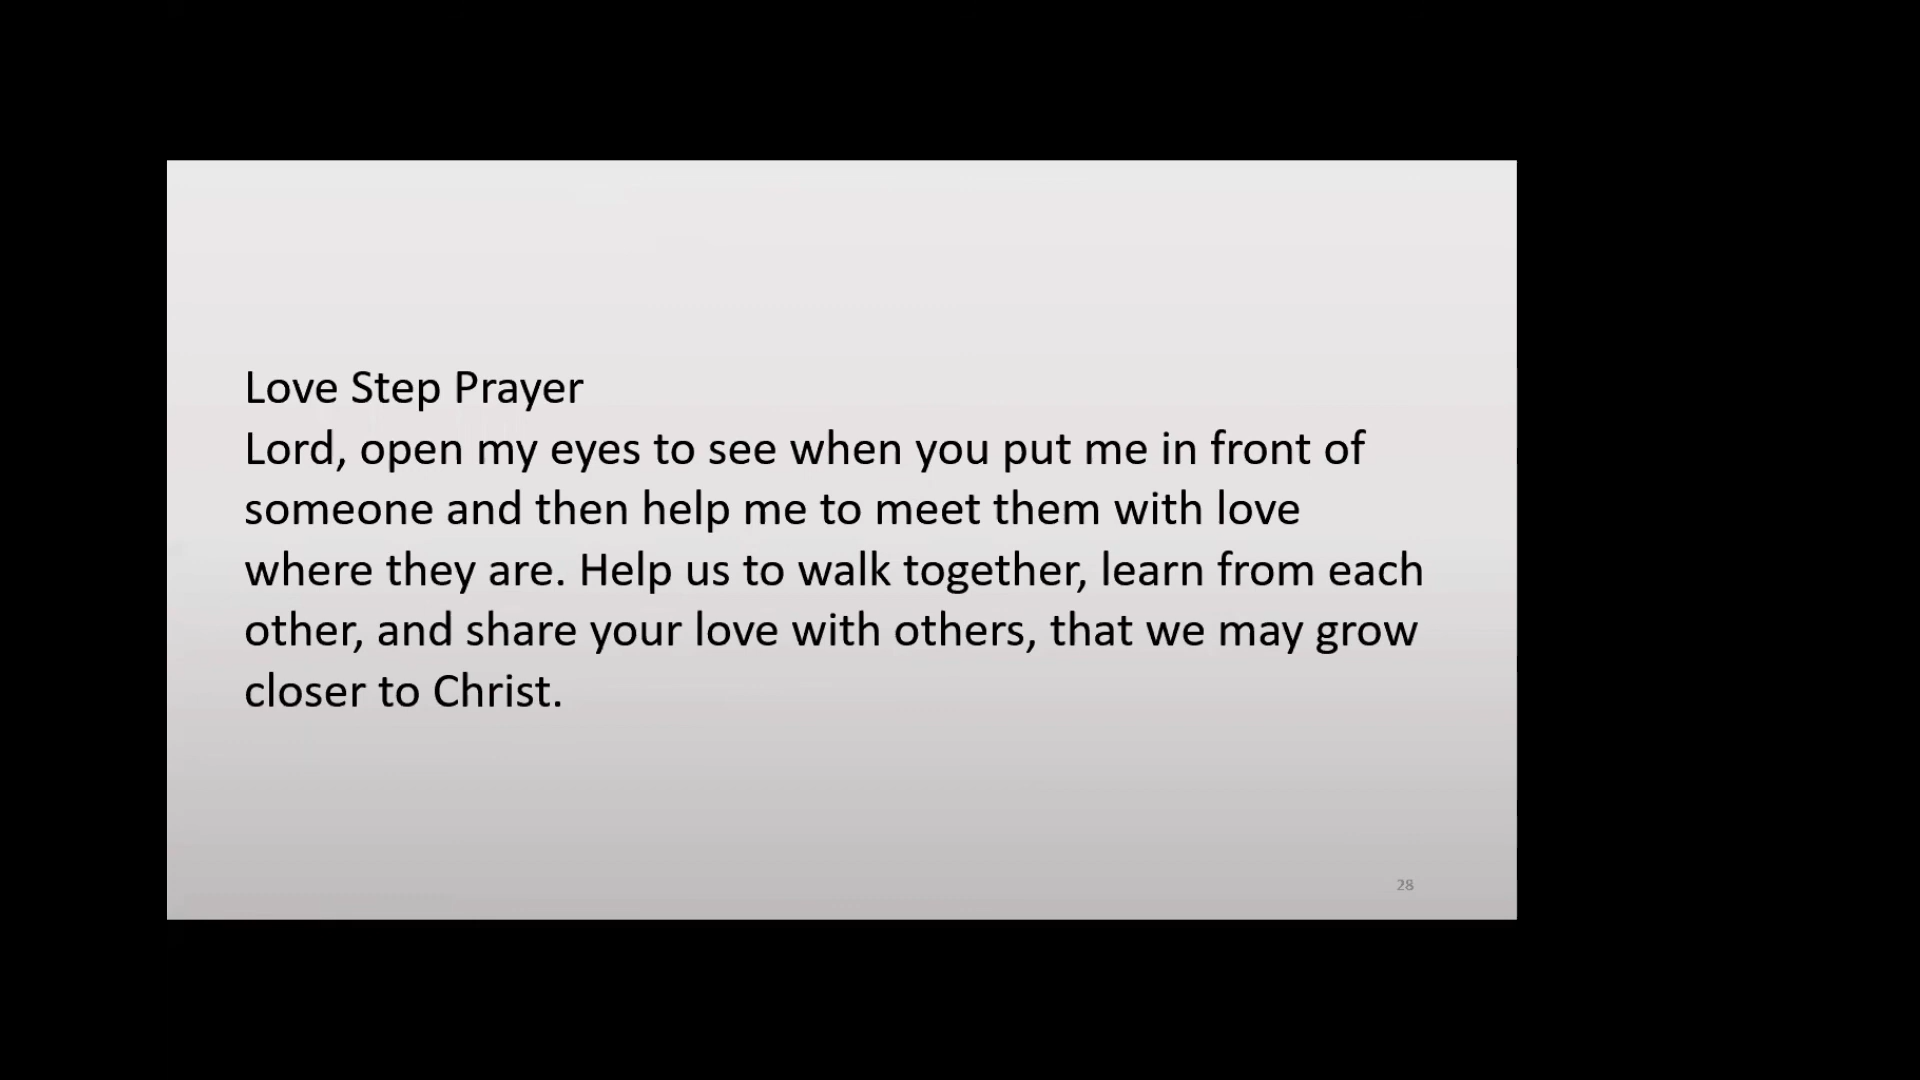 Love Step Prayer
Lord, open my eyes to see when you put me in front of
someone and then help me to meet them with love
where they are. Help us to walk together, learn from each
other, and share your love with others, that we may grow
closer to Christ.
28